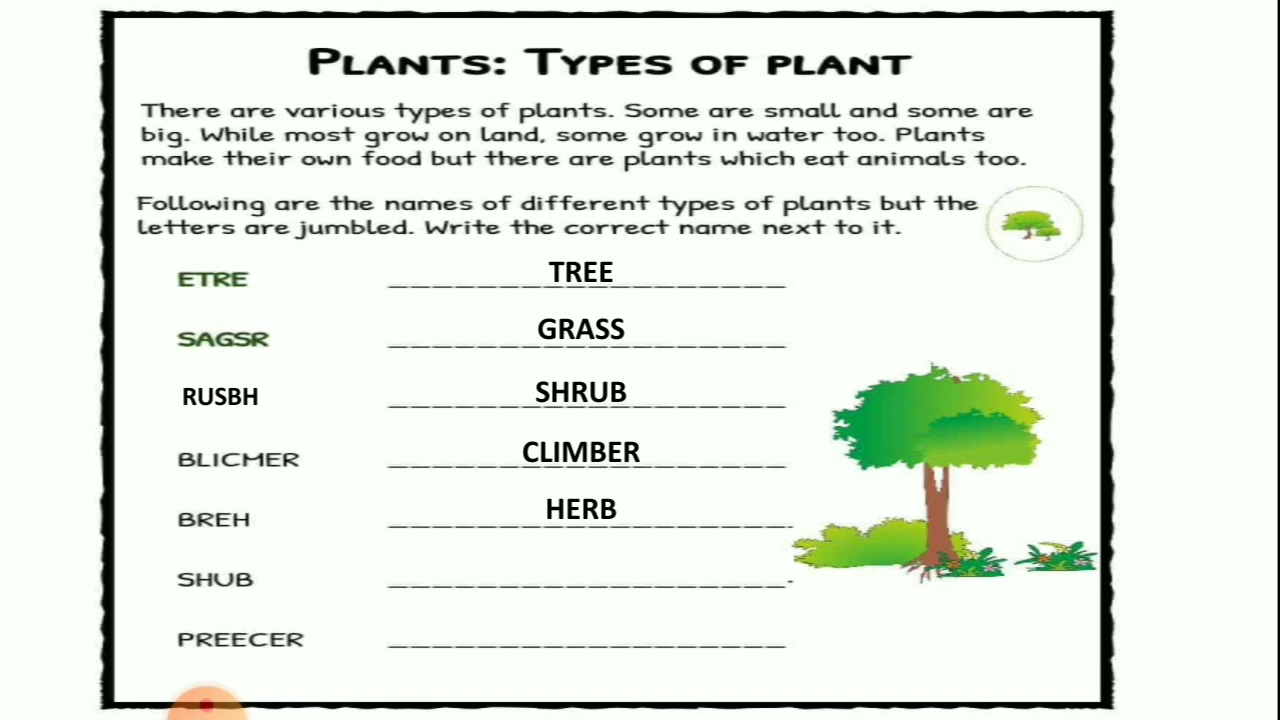 PLANTS: TYPES OF PLANT
There are various types of plants. Some are small and some are
big. While most grow on land, some grow in water too. Plants
make their own food but there are plants which eat animals too.
Following are the names of different types of plants but the
letters are jumbled. Write the correct name next to it.
ETRE TREE
SAGSR GRASS
RUSBH SHRUB
BLICMER CLIMBER
BREH HERB
SHUB
PREECER